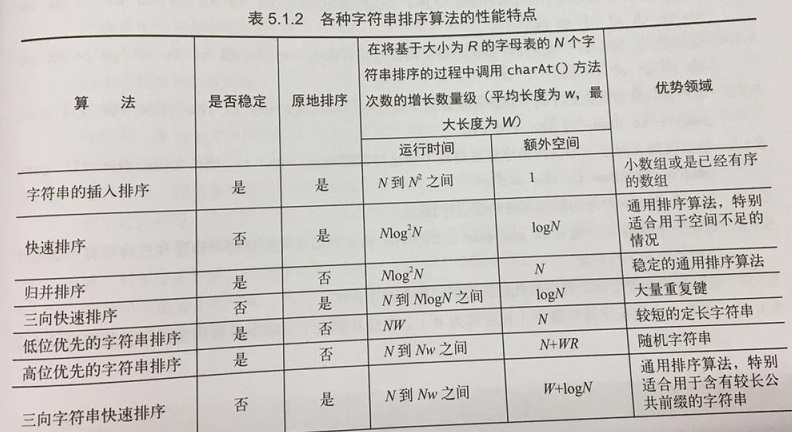 表 5.1.2 各种字符串排序算法的性能特点
算 法 是否稳定 原地排序 在将基于大小为 R 的字母表的 N 个字
符串排序的过程中调用 charAt() 方法
次数的增长数量级（平均长度为 w，最
大长度为 W） 优势领域
运行时间 额外空间
字符串的插入排序 是 是 N 到 N² 之间 1 小数组或是已经有序
的数组
快速排序 否 是 Nlog²N logN 通用排序算法，特别
适合用于空间不足的
情况
归并排序 是 否 Nlog²N N 稳定的通用排序算法
三向快速排序 否 是 N 到 NlogN 之间 logN 大量重复键
低位优先的字符串排序 是 否 NW N 较短的定长字符串
高位优先的字符串排序 是 否 N 到 Nw 之间 N+WR 随机字符串
三向字符串快速排序 否 是 N 到 Nw 之间 W+logN 通用排序算法，特别
适合用于含有较长公
共前缀的字符串